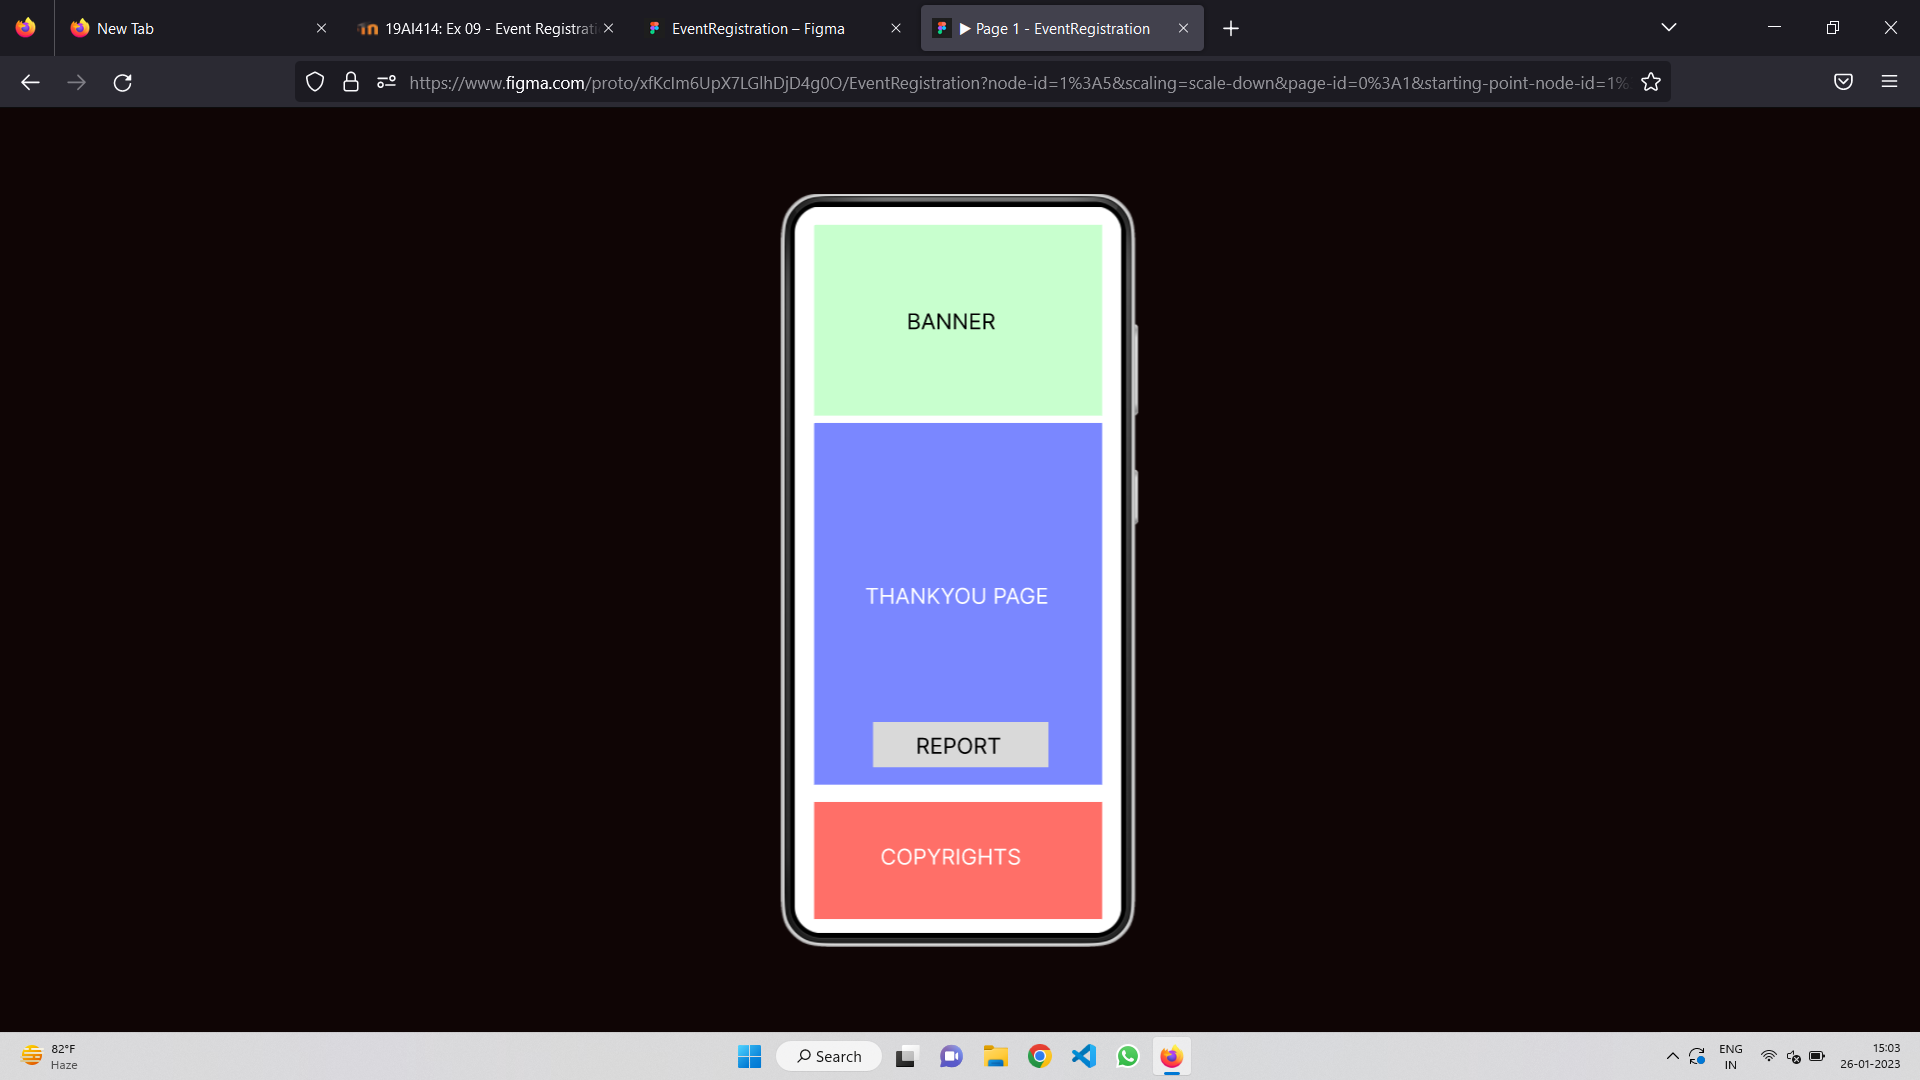 New Tab
19AI414: Ex 09 - Event Registrati
EventRegistration – Figma
Page 1 - EventRegistration
https://www.figma.com/proto/xfKcIm6UpX7LGlhDjD4g0O/EventRegistration?node-id=1%3A5&scaling=scale-down&page-id=0%3A1&starting-point-node-id=1%
BANNER
THANKYOU PAGE
REPORT
COPYRIGHTS
82°F
Haze
Search
ENG
IN
15:03
26-01-2023